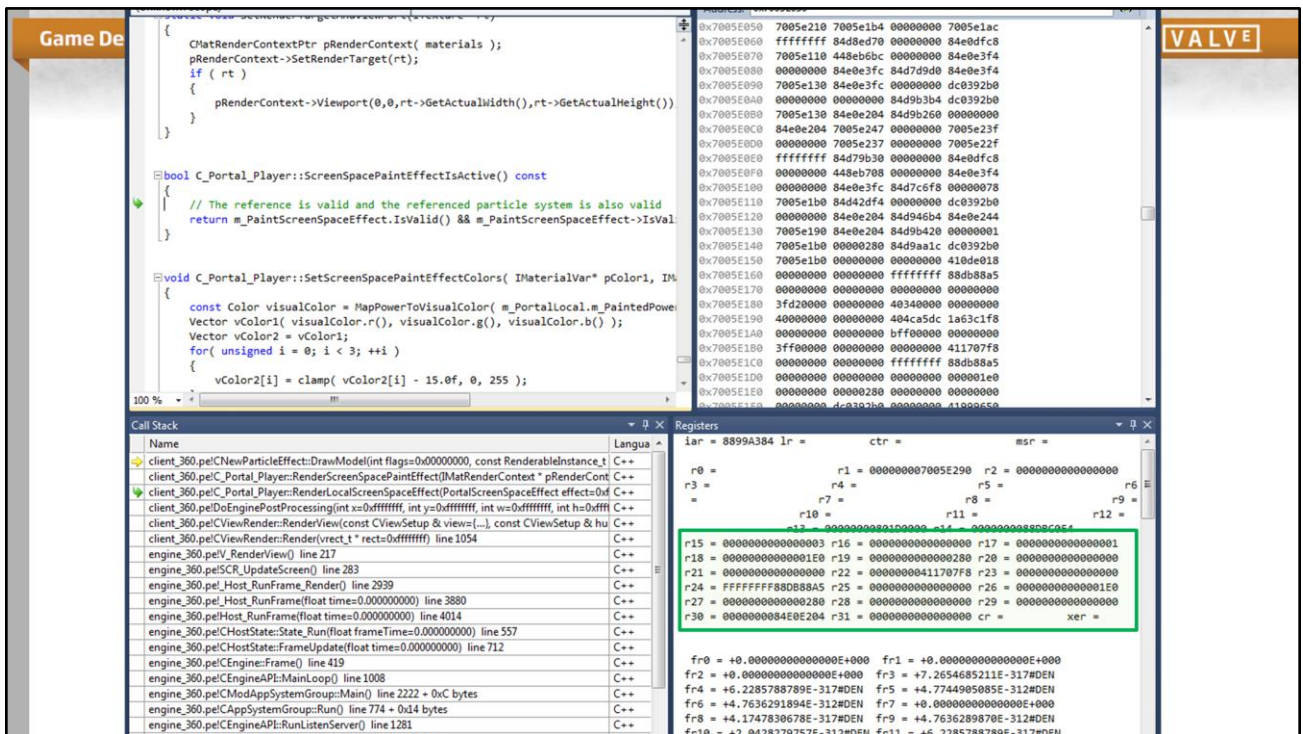 Game De
VALVE
{
CMatRenderContextPtr pRenderContext( materials );
pRenderContext->SetRenderTarget(rt);
if ( rt )
{
pRenderContext->Viewport(0,0,rt->GetActualWidth(),rt->GetActualHeight())
}
}
bool C_Portal_Player::ScreenSpacePaintEffectIsActive() const
{
// The reference is valid and the referenced particle system is also valid
return m_PaintScreenSpaceEffect.IsValid() && m_PaintScreenSpaceEffect->IsVal
}
void C_Portal_Player::SetScreenSpacePaintEffectColors( IMaterialVar* pColor1, IMa
{
const Color visualColor = MapPowerToVisualColor( m_PortalLocal.m_PaintedPowe
Vector vColor1( visualColor.r(), visualColor.g(), visualColor.b() );
Vector vColor2 = vColor1;
for( unsigned i = 0; i < 3; ++i )
{
vColor2[i] = clamp( vColor2[i] - 15.0f, 0, 255 );
100 %
0x7005E050 7005e210 7005e1b4 00000000 7005e1ac
0x7005E060 ffffffff 84d8ed70 00000000 84e0dfc8
0x7005E070 7005e110 448eb6bc 00000000 84e0e3f4
0x7005E080 00000000 84e0e3fc 84d7d9d0 84e0e3f4
0x7005E090 7005e130 84e0e3fc 00000000 dc0392b0
0x7005E0A0 00000000 00000000 84d9b3b4 dc0392b0
0x7005E0B0 7005e130 84e0e204 84d9b260 00000000
0x7005E0C0 84e0e204 7005e247 00000000 7005e23f
0x7005E0D0 00000000 7005e237 00000000 7005e22f
0x7005E0E0 ffffffff 84d79b30 00000000 84e0dfc8
0x7005E0F0 00000000 448eb708 00000000 84e0e3f4
0x7005E100 00000000 84e0e3fc 84d7c6f8 00000078
0x7005E110 7005e1b0 84d42df4 00000000 dc0392b0
0x7005E120 00000000 84e0e204 84d946b4 84e0e244
0x7005E130 7005e190 84e0e204 84d9b420 00000001
0x7005E140 7005e1b0 00000280 84d9aa1c dc0392b0
0x7005E150 7005e1b0 00000000 00000000 410de018
0x7005E160 00000000 00000000 ffffffff 88db88a5
0x7005E170 00000000 00000000 00000000 00000000
0x7005E180 3fd20000 00000000 40340000 00000000
0x7005E190 40000000 00000000 404ca5dc 1a63c1f8
0x7005E1A0 00000000 00000000 bff00000 00000000
0x7005E1B0 3ff00000 00000000 00000000 411707f8
0x7005E1C0 00000000 00000000 ffffffff 88db88a5
0x7005E1D0 00000000 00000000 00000000 000001e0
0x7005E1E0 00000000 00000280 00000000 00000000
Call Stack
Name Langua
client_360.pe!CNewParticleEffect::DrawModel(int flags=0x00000000, const RenderableInstance_t C++
client_360.pe!C_Portal_Player::RenderScreenSpacePaintEffect(IMatRenderContext * pRenderCont C++
client_360.pe!C_Portal_Player::RenderLocalScreenSpaceEffect(PortalScreenSpaceEffect effect=0xf C++
client_360.pe!DoEnginePostProcessing(int x=0xffffffff, int y=0xffffffff, int w=0xffffffff, int h=0xffff C++
client_360.pe!CViewRender::RenderView(const CViewSetup & view={...}, const CViewSetup & hu C++
client_360.pe!CViewRender::Render(vrect_t * rect=0xffffffff) line 1054 C++
engine_360.pe!V_RenderView() line 217 C++
engine_360.pe!SCR_UpdateScreen() line 283 C++
engine_360.pe!_Host_RunFrame_Render() line 2939 C++
engine_360.pe!_Host_RunFrame(float time=0.000000000) line 3880 C++
engine_360.pe!Host_RunFrame(float time=0.000000000) line 4014 C++
engine_360.pe!CHostState::State_Run(float frameTime=0.000000000) line 557 C++
engine_360.pe!CHostState::FrameUpdate(float time=0.000000000) line 712 C++
engine_360.pe!CEngine::Frame() line 419 C++
engine_360.pe!CEngineAPI::MainLoop() line 1008 C++
engine_360.pe!CModAppSystemGroup::Main() line 2222 + 0xC bytes C++
engine_360.pe!CAppSystemGroup::Run() line 774 + 0x14 bytes C++
engine_360.pe!CEngineAPI::RunListenServer() line 1281 C++
Registers
iar = 8899A384 lr = ctr = msr =
r0 = r1 = 000000007005E290 r2 = 0000000000000000
r3 = r4 = r5 = r6
= r7 = r8 = r9 =
r10 = r11 = r12 =
r15 = 0000000000000003 r16 = 0000000000000000 r17 = 0000000000000001
r18 = 00000000000001E0 r19 = 0000000000000280 r20 = 0000000000000000
r21 = 0000000000000000 r22 = 00000000411707F8 r23 = 0000000000000000
r24 = FFFFFFFF88DB88A5 r25 = 0000000000000000 r26 = 00000000000001E0
r27 = 0000000000000280 r28 = 0000000000000000 r29 = 0000000000000000
r30 = 0000000084E0E204 r31 = 0000000000000000 cr = xer =
fr0 = +0.00000000000000E+000 fr1 = +0.00000000000000E+000
fr2 = +0.00000000000000E+000 fr3 = +7.2654685211E-317#DEN
fr4 = +6.2285788789E-317#DEN fr5 = +4.7744905085E-312#DEN
fr6 = +4.7636291894E-312#DEN fr7 = +0.00000000000000E+000
fr8 = +4.1747830678E-317#DEN fr9 = +4.7636289870E-312#DEN